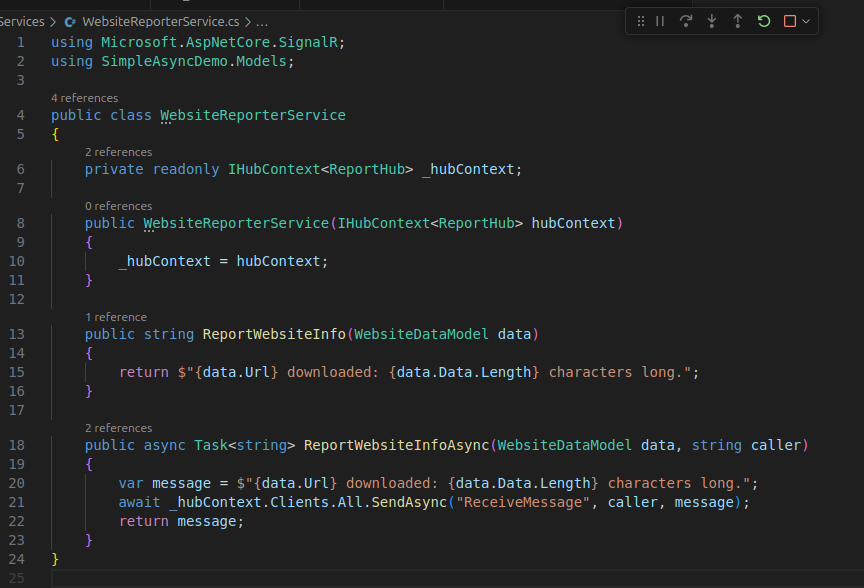 Services > WebsiteReporterService.cs > ...
1 using Microsoft.AspNetCore.SignalR;
2 using SimpleAsyncDemo.Models;
3
4 references
4 public class WebsiteReporterService
5 {
2 references
6 private readonly IHubContext<ReportHub> _hubContext;
7
0 references
8 public WebsiteReporterService(IHubContext<ReportHub> hubContext)
9 {
10 _hubContext = hubContext;
11 }
12
1 reference
13 public string ReportWebsiteInfo(WebsiteDataModel data)
14 {
15 return $"{data.Url} downloaded: {data.Data.Length} characters long.";
16 }
17
2 references
18 public async Task<string> ReportWebsiteInfoAsync(WebsiteDataModel data, string caller)
19 {
20 var message = $"{data.Url} downloaded: {data.Data.Length} characters long.";
21 await _hubContext.Clients.All.SendAsync("ReceiveMessage", caller, message);
22 return message;
23 }
24 }
25